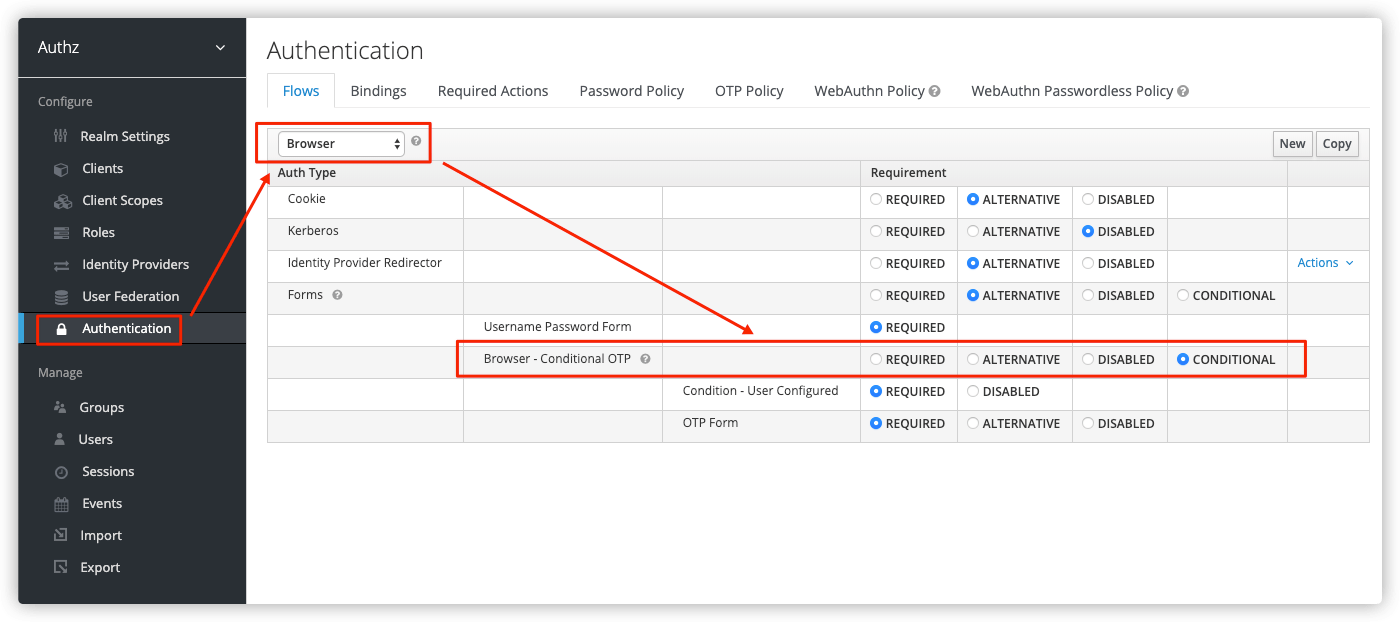 Authz
Configure
Realm Settings
Clients
Client Scopes
Roles
Identity Providers
User Federation
Authentication
Manage
Groups
Users
Sessions
Events
Import
Export
Authentication
Flows Bindings Required Actions Password Policy OTP Policy WebAuthn Policy WebAuthn Passwordless Policy
Browser New Copy
Auth Type Requirement
Cookie REQUIRED ALTERNATIVE DISABLED
Kerberos REQUIRED ALTERNATIVE DISABLED
Identity Provider Redirector REQUIRED ALTERNATIVE DISABLED Actions
Forms REQUIRED ALTERNATIVE DISABLED CONDITIONAL
Username Password Form REQUIRED
Browser - Conditional OTP REQUIRED ALTERNATIVE DISABLED CONDITIONAL
Condition - User Configured REQUIRED DISABLED
OTP Form REQUIRED ALTERNATIVE DISABLED